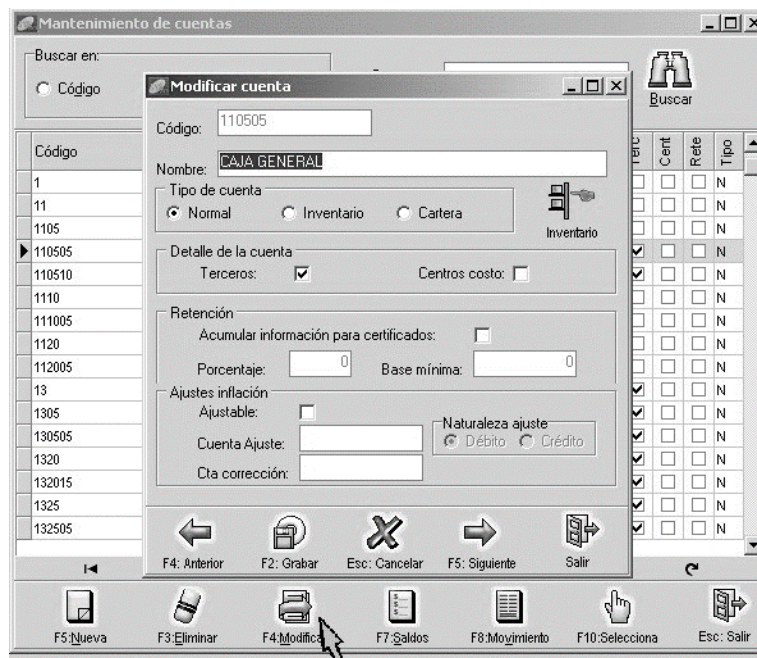 Mantenimiento de cuentas
Buscar en:
Código
Buscar
Modificar cuenta
Código: 110505
Nombre: CAJA GENERAL
Tipo de cuenta
Normal Inventario Cartera
Inventario
Detalle de la cuenta
Terceros: Centros costo:
Retención
Acumular información para certificados:
Porcentaje: 0 Base mínima: 0
Ajustes inflación
Ajustable:
Naturaleza ajuste
Cuenta Ajuste: Débito Crédito
Cta corrección:
F4: Anterior F2: Grabar Esc: Cancelar F5: Siguiente Salir
Código Cent Rete Tipo
1 N
11 N
1105 N
110505 N
110510 N
1110 N
111005 N
1120 N
112005 N
13 N
1305 N
130505 N
1320 N
132015 N
1325 N
132505 N
F5:Nueva F3:Eliminar F4:Modifica F7:Saldos F8:Movimiento F10:Selecciona Esc: Salir